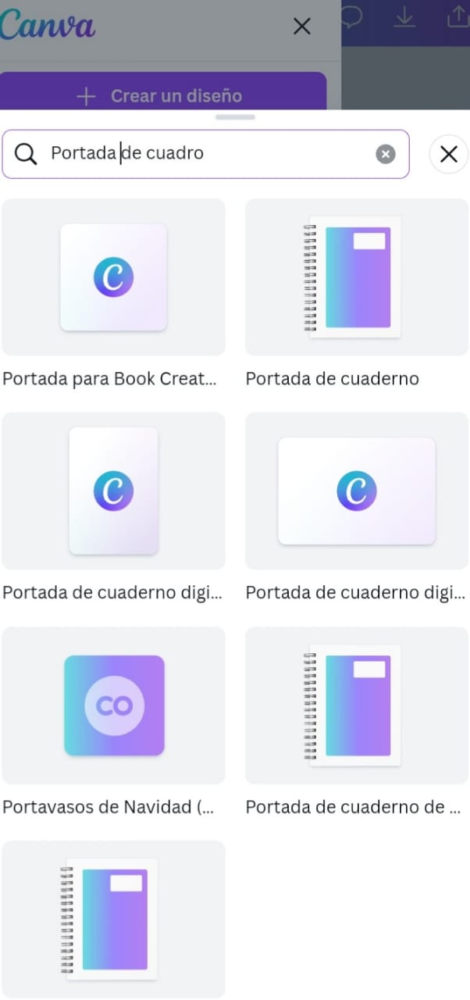 Canva
Crear un diseño
Portada de cuadro
Portada para Book Creat...
Portada de cuaderno
Portada de cuaderno digi...
Portada de cuaderno digi...
CO
Portavasos de Navidad (...
Portada de cuaderno de ...